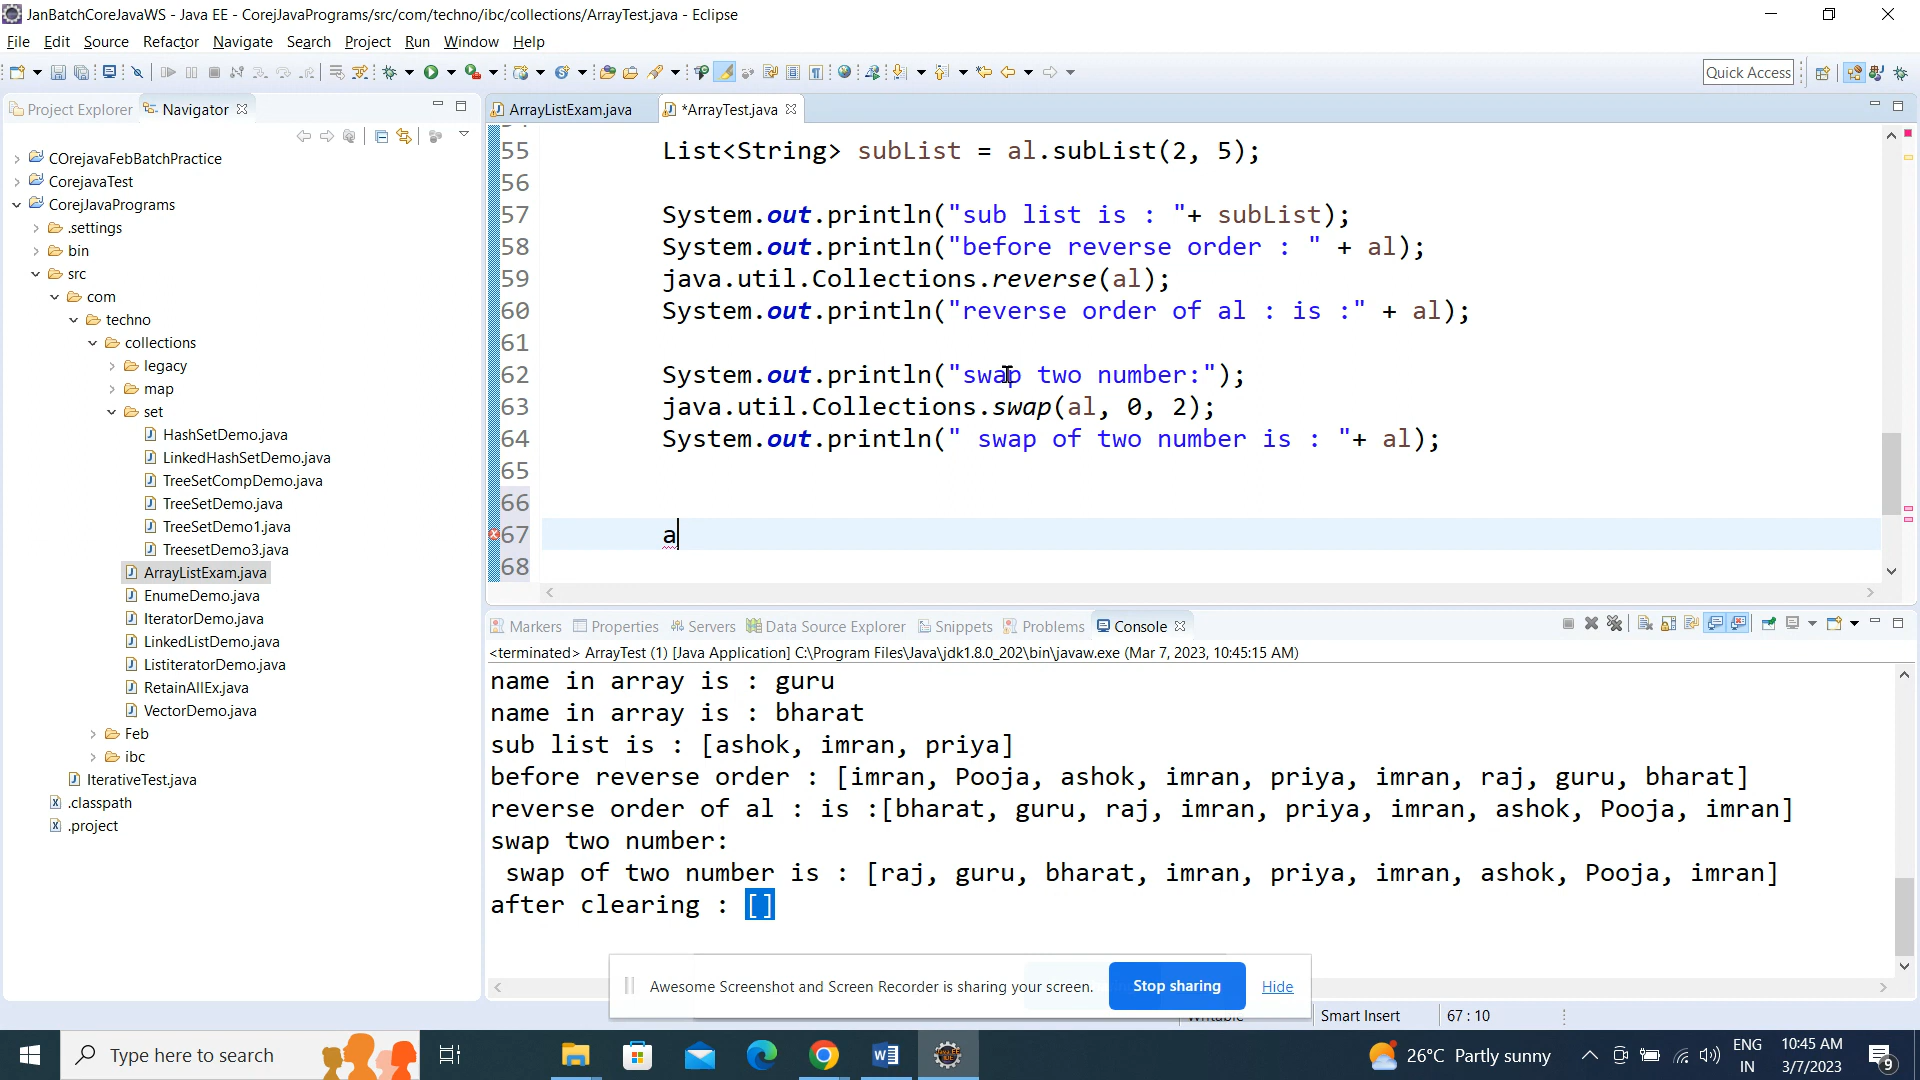 JanBatchCoreJavaWS - Java EE - CorejJavaPrograms/src/com/techno/ibc/collections/ArrayTest.java - Eclipse
File Edit Source Refactor Navigate Search Project Run Window Help
Quick Access
Project Explorer Navigator
ArrayListExam.java *ArrayTest.java
COrejavaFebBatchPractice
CorejavaTest
CorejJavaPrograms
.settings
bin
src
com
techno
collections
legacy
map
set
HashSetDemo.java
LinkedHashSetDemo.java
TreeSetCompDemo.java
TreeSetDemo.java
TreeSetDemo1.java
TreesetDemo3.java
ArrayListExam.java
EnumeDemo.java
IteratorDemo.java
LinkedListDemo.java
ListiteratorDemo.java
RetainAllEx.java
VectorDemo.java
Feb
ibc
IterativeTest.java
.classpath
.project
55 List<String> subList = al.subList(2, 5);
56
57 System.out.println("sub list is : "+ subList);
58 System.out.println("before reverse order : " + al);
59 java.util.Collections.reverse(al);
60 System.out.println("reverse order of al : is :" + al);
61
62 System.out.println("swap two number:");
63 java.util.Collections.swap(al, 0, 2);
64 System.out.println(" swap of two number is : "+ al);
65
66
67 a
68
Markers Properties Servers Data Source Explorer Snippets Problems Console
<terminated> ArrayTest (1) [Java Application] C:\Program Files\Java\jdk1.8.0_202\bin\javaw.exe (Mar 7, 2023, 10:45:15 AM)
name in array is : guru
name in array is : bharat
sub list is : [ashok, imran, priya]
before reverse order : [imran, Pooja, ashok, imran, priya, imran, raj, guru, bharat]
reverse order of al : is :[bharat, guru, raj, imran, priya, imran, ashok, Pooja, imran]
swap two number:
swap of two number is : [raj, guru, bharat, imran, priya, imran, ashok, Pooja, imran]
after clearing : []
Awesome Screenshot and Screen Recorder is sharing your screen. Stop sharing Hide
Writable Smart Insert 67 : 10
Type here to search
26°C Partly sunny
ENG
IN
10:45 AM
3/7/2023
9